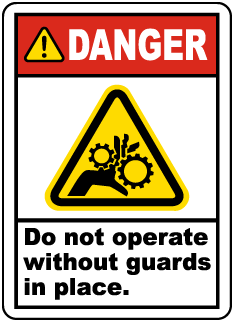 DANGER
Do not operate
without guards
in place.